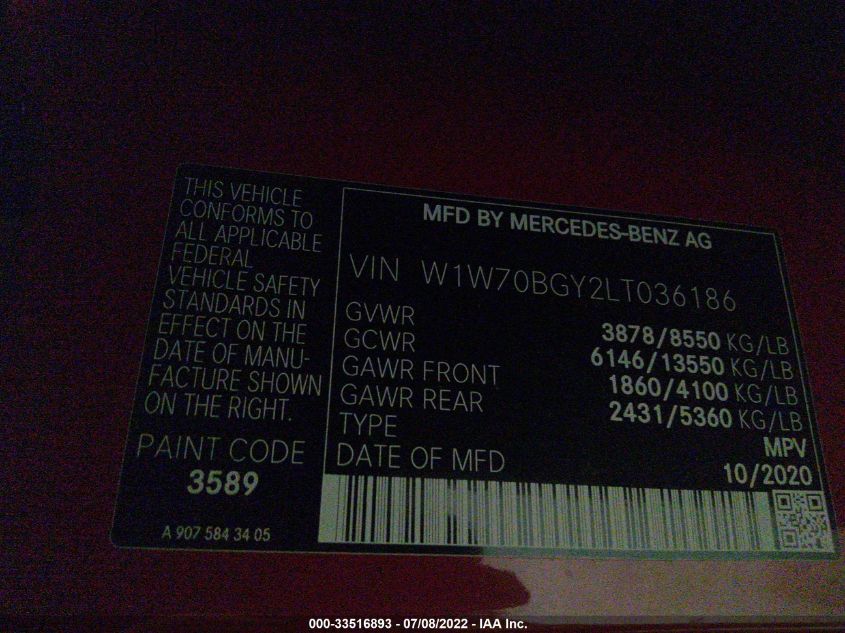 THIS VEHICLE
CONFORMS TO
ALL APPLICABLE
FEDERAL
VEHICLE SAFETY
STANDARDS IN
EFFECT ON THE
DATE OF MANU-
FACTURE SHOWN
ON THE RIGHT.
PAINT CODE
3589
A 907 584 34 05
MFD BY MERCEDES-BENZ AG
VIN W1W70BGY2LT036186
GVWR 3878/8550 KG/LB
GCWR 6146/13550 KG/LB
GAWR FRONT 1860/4100 KG/LB
GAWR REAR 2431/5360 KG/LB
TYPE MPV
DATE OF MFD 10/2020
000-33516893 - 07/08/2022 - IAA Inc.